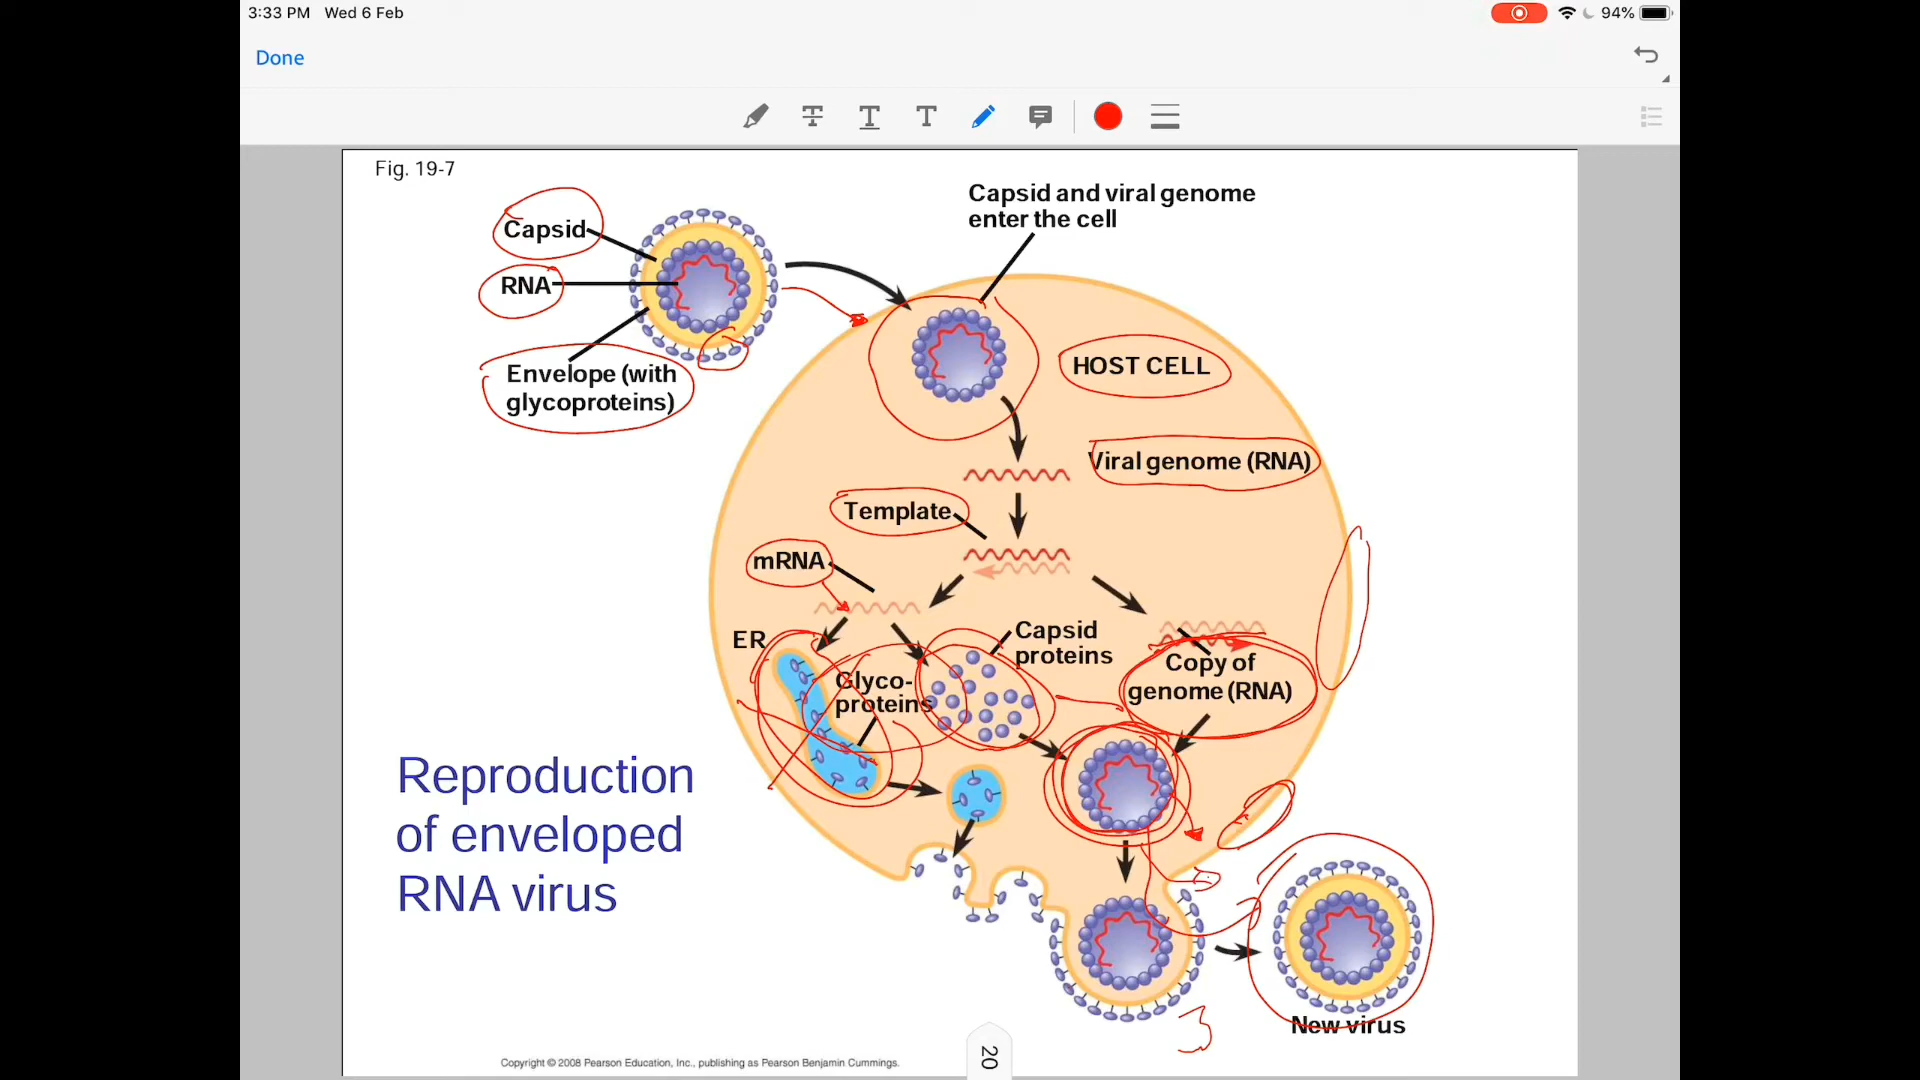 3:33 PM Wed 6 Feb
94%
Done
T T T
Fig. 19-7
Capsid and viral genome
enter the cell
Capsid
RNA
Envelope (with
glycoproteins)
HOST CELL
Viral genome (RNA)
Template
mRNA
ER
Capsid
proteins
Glyco-
proteins
Copy of
genome (RNA)
Reproduction
of enveloped
RNA virus
3
New virus
Copyright © 2008 Pearson Education, Inc., publishing as Pearson Benjamin Cummings.
20